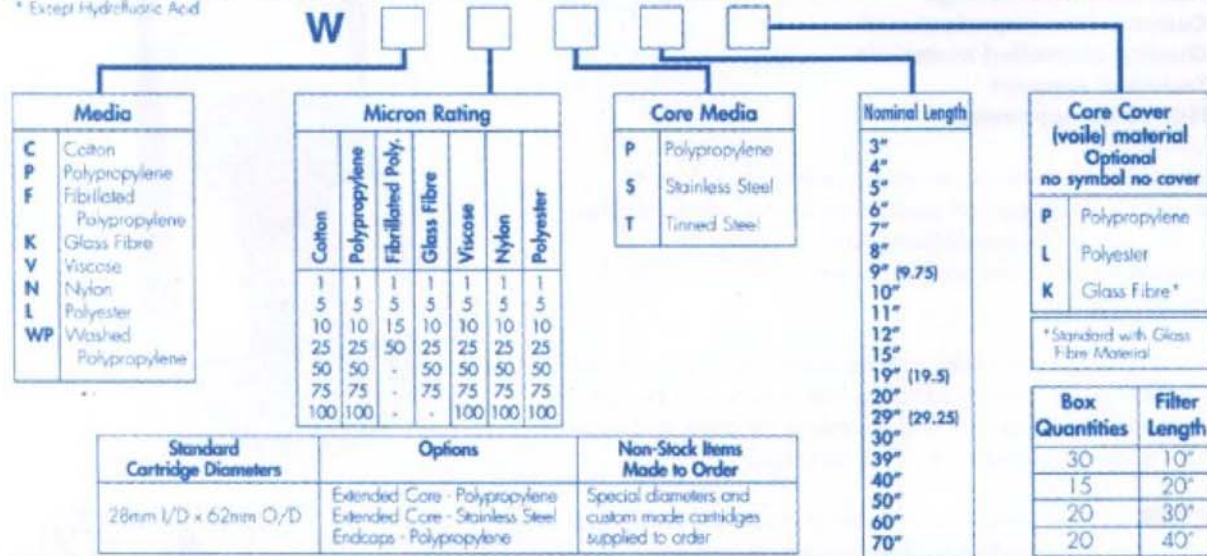 * Except Hydrofluoric Acid
W
Media
C Cotton
P Polypropylene
F Fibrillated
Polypropylene
K Glass Fibre
V Viscose
N Nylon
L Polyester
WP Washed
Polypropylene
Micron Rating
Cotton Polypropylene Fibrillated Poly. Glass Fibre Viscose Nylon Polyester
1 1 1 1 1 1 1
5 5 5 5 5 5 5
10 10 15 10 10 10 10
25 25 50 25 25 25 25
50 50 - 50 50 50 50
75 75 - 75 75 75 75
100 100 - - 100 100 100
Core Media
P Polypropylene
S Stainless Steel
T Tinned Steel
Nominal Length
3"
4"
5"
6"
7"
8"
9" (9.75)
10"
11"
12"
15"
19" (19.5)
20"
29" (29.25)
30"
39"
40"
50"
60"
70"
Core Cover
(voile) material
Optional
no symbol no cover
P Polypropylene
L Polyester
K Glass Fibre*
*Standard with Glass
Fibre Material
Box Quantities Filter Length
30 10"
15 20"
20 30"
20 40"
Standard
Cartridge Diameters
28mm I/D x 62mm O/D
Options
Extended Core - Polypropylene
Extended Core - Stainless Steel
Endcaps - Polypropylene
Non-Stock Items
Made to Order
Special diameters and
custom made cartridges
supplied to order